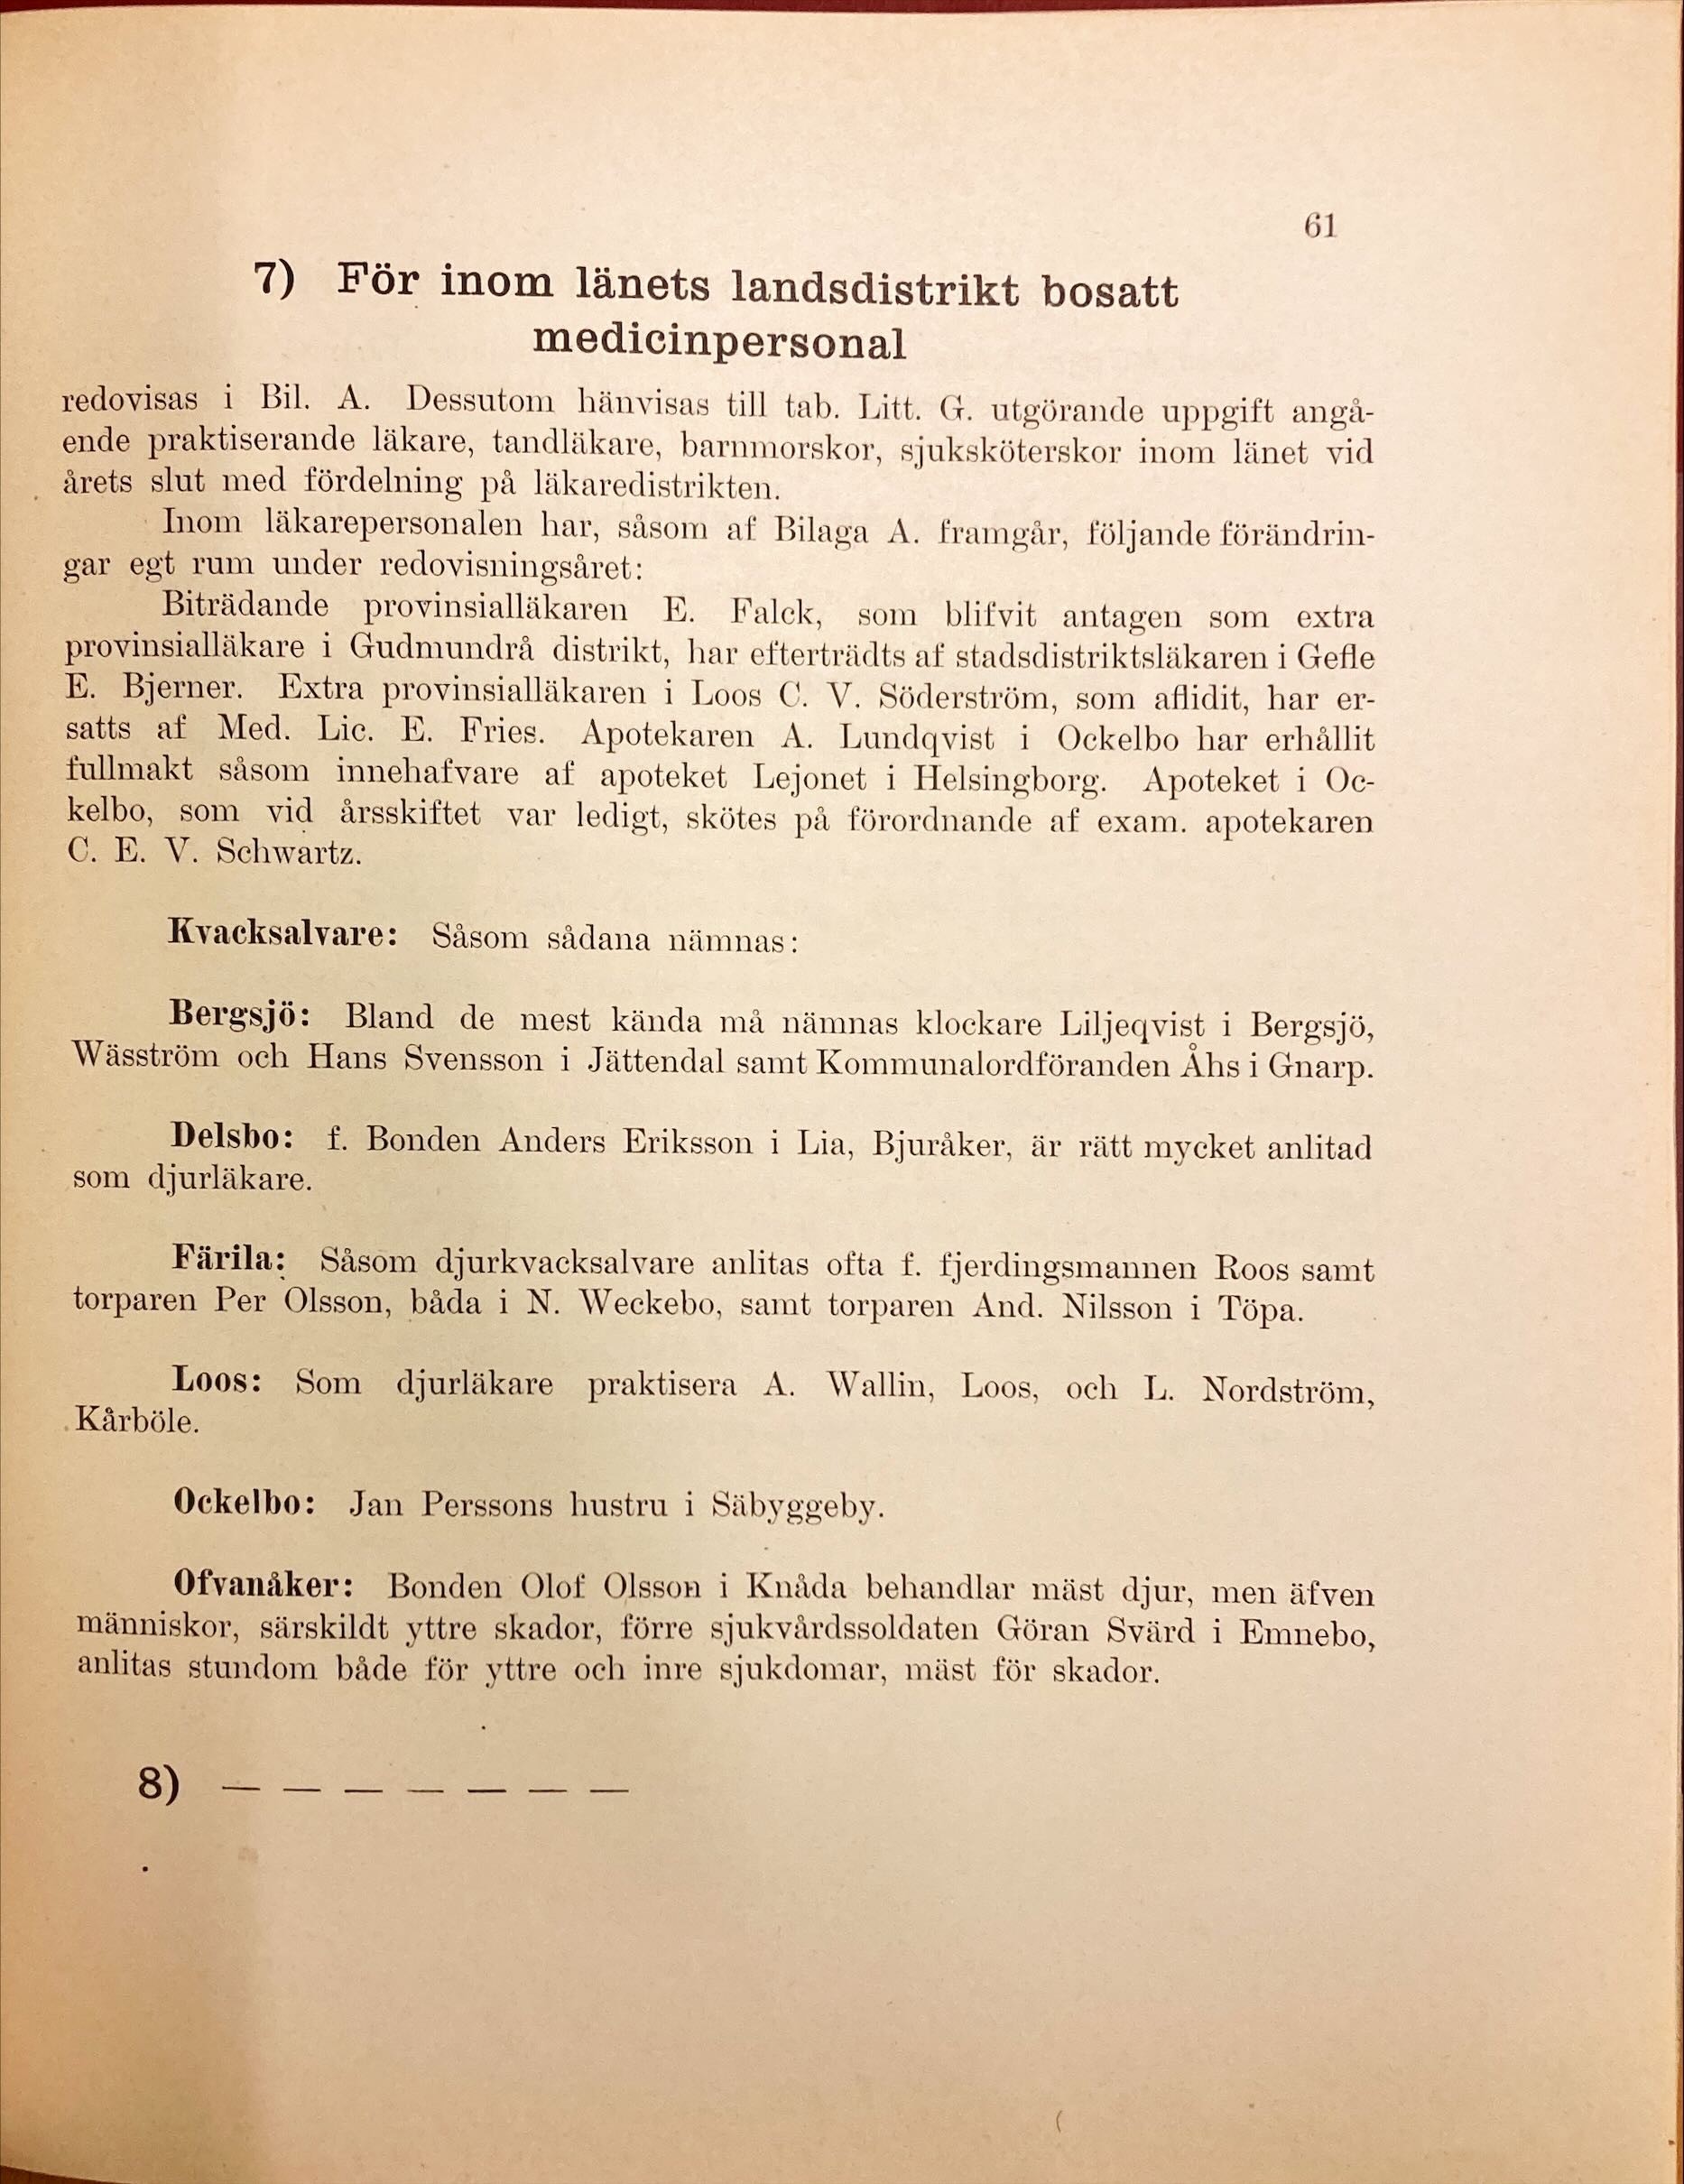 61
7) För inom länets landsdistrikt bosatt
medicinpersonal
redovisas i Bil. A. Dessutom hänvisas till tab. Litt. G. utgörande uppgift angå-
ende praktiserande läkare, tandläkare, barnmorskor, sjuksköterskor inom länet vid
årets slut med fördelning på läkaredistrikten.
Inom läkarepersonalen har, såsom af Bilaga A. framgår, följande förändrin-
gar egt rum under redovisningsåret:
Biträdande provinsialläkaren E. Falck, som blifvit antagen som extra
provinsialläkare i Gudmundrå distrikt, har efterträdts af stadsdistriktsläkaren i Gefle
E. Bjerner. Extra provinsialläkaren i Loos C. V. Söderström, som aflidit, har er-
satts af Med. Lic. E. Fries. Apotekaren A. Lundqvist i Ockelbo har erhållit
fullmakt såsom innehafvare af apoteket Lejonet i Helsingborg. Apoteket i Oc-
kelbo, som vid årsskiftet var ledigt, skötes på förordnande af exam. apotekaren
C. E. V. Schwartz.
Kvacksalvare: Såsom sådana nämnas:
Bergsjö: Bland de mest kända må nämnas klockare Liljeqvist i Bergsjö,
Wäsström och Hans Svensson i Jättendal samt Kommunalordföranden Åhs i Gnarp.
Delsbo: f. Bonden Anders Eriksson i Lia, Bjuråker, är rätt mycket anlitad
som djurläkare.
Färila: Såsom djurkvacksalvare anlitas ofta f. fjerdingsmannen Roos samt
torparen Per Olsson, båda i N. Weckebo, samt torparen And. Nilsson i Töpa.
Loos: Som djurläkare praktisera A. Wallin, Loos, och L. Nordström,
Kårböle.
Ockelbo: Jan Perssons hustru i Säbyggeby.
Ofvanåker: Bonden Olof Olsson i Knåda behandlar mäst djur, men äfven
människor, särskildt yttre skador, förre sjukvårdssoldaten Göran Svärd i Emnebo,
anlitas stundom både för yttre och inre sjukdomar, mäst för skador.
8) — — — — — — —